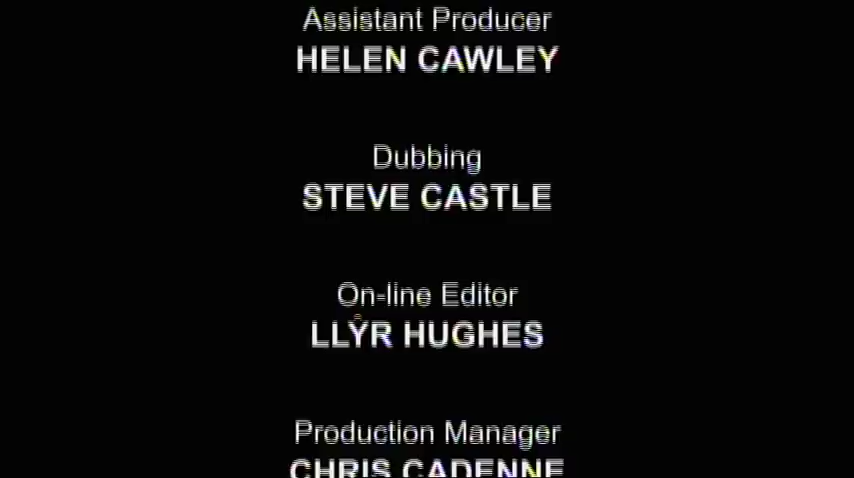 Assistant Producer
HELEN CAWLEY
Dubbing
STEVE CASTLE
On-line Editor
LLŶR HUGHES
Production Manager
CHRIS CADENNE